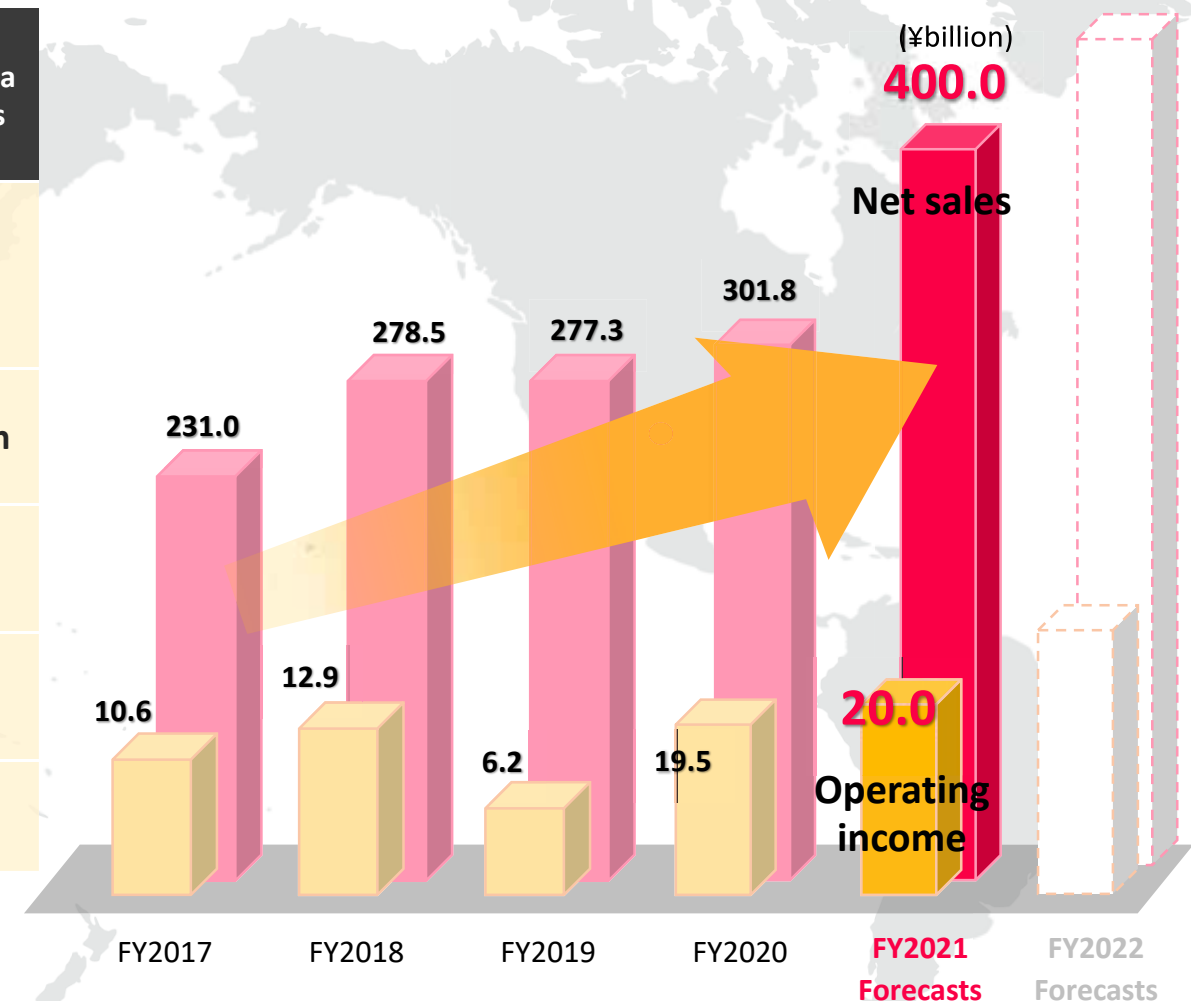 a
s
n
(¥billion)
400.0
Net sales
301.8
278.5
277.3
231.0
12.9
10.6
20.0
6.2
19.5
Operating
income
FY2017
FY2018
FY2019
FY2020
FY2021
Forecasts
FY2022
Forecasts